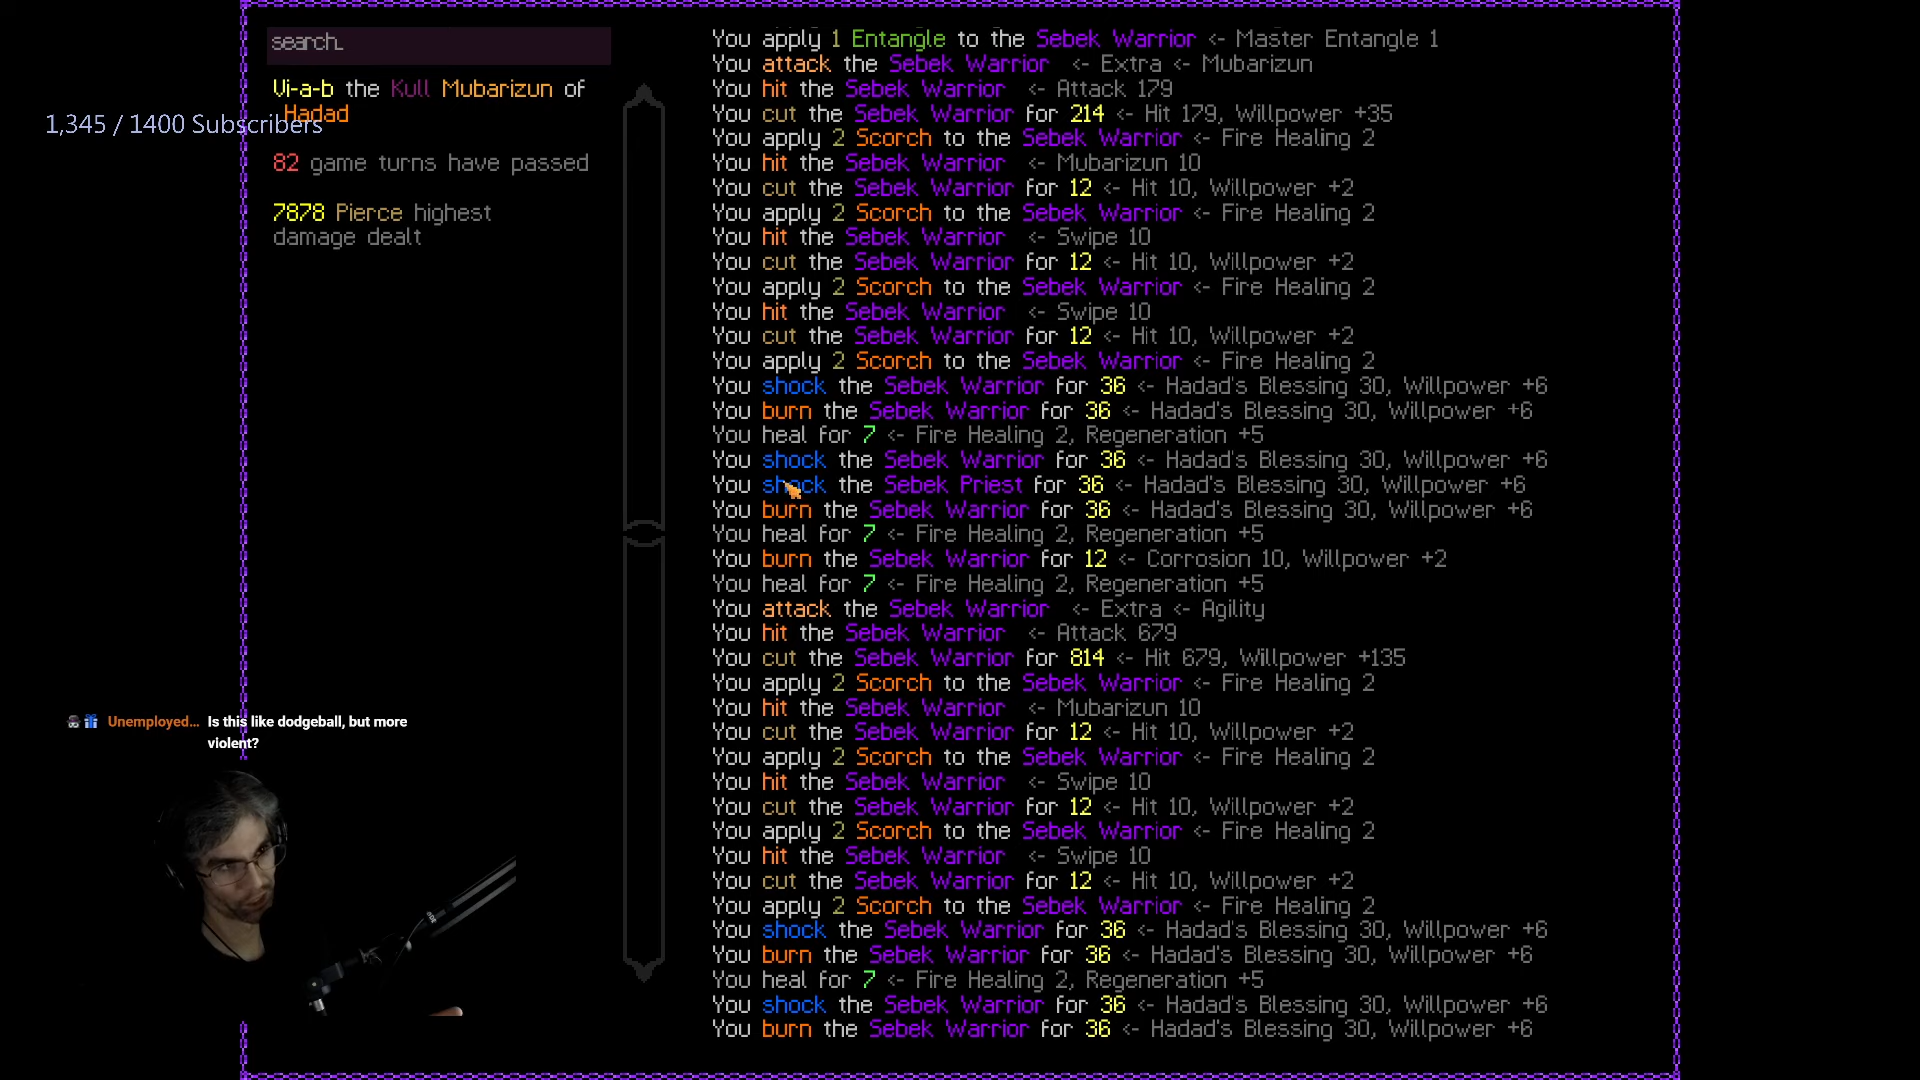 search..
Vi-a-b the Kull Mubarizun of
Hadad
1,345 / 1400 Subscribers
82 game turns have passed
7878 Pierce highest
damage dealt
Unemployed... Is this like dodgeball, but more
violent?
You apply 1 Entangle to the Sebek Warrior <- Master Entangle 1
You attack the Sebek Warrior <- Extra <- Mubarizun
You hit the Sebek Warrior <- Attack 179
You cut the Sebek Warrior for 214 <- Hit 179, Willpower +35
You apply 2 Scorch to the Sebek Warrior <- Fire Healing 2
You hit the Sebek Warrior <- Mubarizun 10
You cut the Sebek Warrior for 12 <- Hit 10, Willpower +2
You apply 2 Scorch to the Sebek Warrior <- Fire Healing 2
You hit the Sebek Warrior <- Swipe 10
You cut the Sebek Warrior for 12 <- Hit 10, Willpower +2
You apply 2 Scorch to the Sebek Warrior <- Fire Healing 2
You hit the Sebek Warrior <- Swipe 10
You cut the Sebek Warrior for 12 <- Hit 10, Willpower +2
You apply 2 Scorch to the Sebek Warrior <- Fire Healing 2
You shock the Sebek Warrior for 36 <- Hadad's Blessing 30, Willpower +6
You burn the Sebek Warrior for 36 <- Hadad's Blessing 30, Willpower +6
You heal for 7 <- Fire Healing 2, Regeneration +5
You shock the Sebek Warrior for 36 <- Hadad's Blessing 30, Willpower +6
You shock the Sebek Priest for 36 <- Hadad's Blessing 30, Willpower +6
You burn the Sebek Warrior for 36 <- Hadad's Blessing 30, Willpower +6
You heal for 7 <- Fire Healing 2, Regeneration +5
You burn the Sebek Warrior for 12 <- Corrosion 10, Willpower +2
You heal for 7 <- Fire Healing 2, Regeneration +5
You attack the Sebek Warrior <- Extra <- Agility
You hit the Sebek Warrior <- Attack 679
You cut the Sebek Warrior for 814 <- Hit 679, Willpower +135
You apply 2 Scorch to the Sebek Warrior <- Fire Healing 2
You hit the Sebek Warrior <- Mubarizun 10
You cut the Sebek Warrior for 12 <- Hit 10, Willpower +2
You apply 2 Scorch to the Sebek Warrior <- Fire Healing 2
You hit the Sebek Warrior <- Swipe 10
You cut the Sebek Warrior for 12 <- Hit 10, Willpower +2
You apply 2 Scorch to the Sebek Warrior <- Fire Healing 2
You hit the Sebek Warrior <- Swipe 10
You cut the Sebek Warrior for 12 <- Hit 10, Willpower +2
You apply 2 Scorch to the Sebek Warrior <- Fire Healing 2
You shock the Sebek Warrior for 36 <- Hadad's Blessing 30, Willpower +6
You burn the Sebek Warrior for 36 <- Hadad's Blessing 30, Willpower +6
You heal for 7 <- Fire Healing 2, Regeneration +5
You shock the Sebek Warrior for 36 <- Hadad's Blessing 30, Willpower +6
You burn the Sebek Warrior for 36 <- Hadad's Blessing 30, Willpower +6